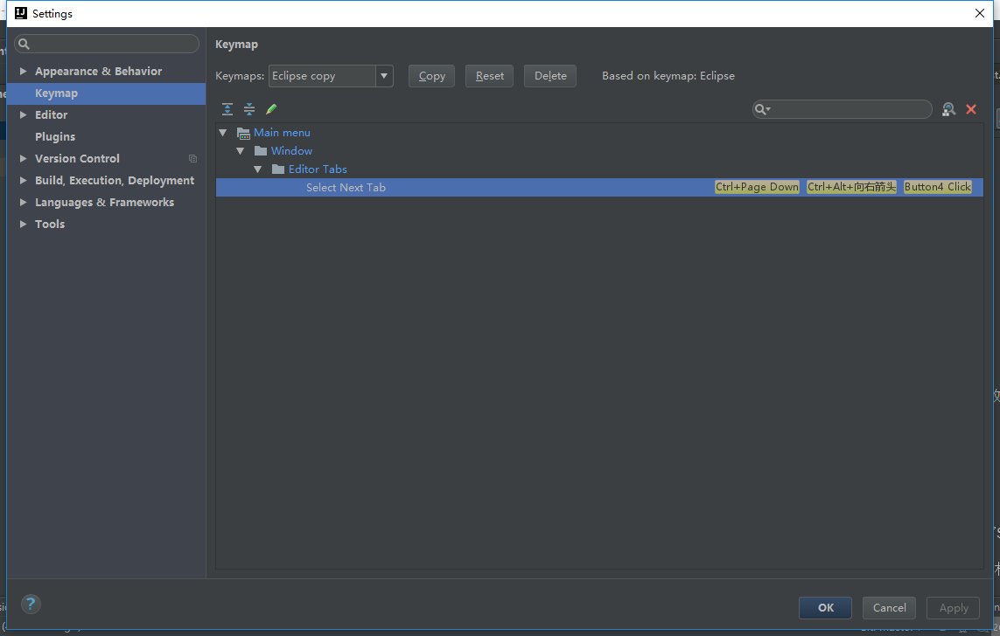 Settings
Appearance & Behavior
Keymap
Editor
Plugins
Version Control
Build, Execution, Deployment
Languages & Frameworks
Tools
Keymap
Keymaps: Eclipse copy Copy Reset Delete Based on keymap: Eclipse
Main menu
Window
Editor Tabs
Select Next Tab Ctrl+Page Down Ctrl+Alt+向右箭头 Button4 Click
?
OK Cancel Apply